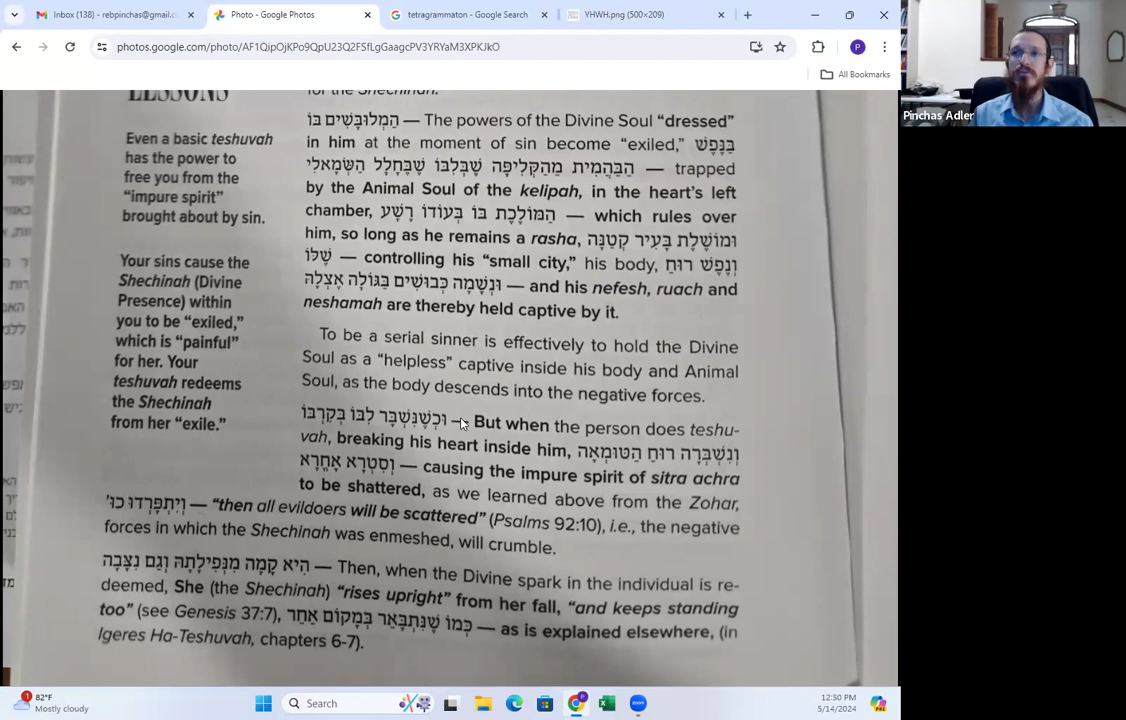 Inbox (138) - rebpinchas@gmail.c
Photo - Google Photos
tetragrammaton - Google Search
YHWH.png (500×209)
photos.google.com/photo/AF1QipOjKPo9QpU23Q2FSfLgGaagcPV3YRYaM3XPKJkO
All Bookmarks
Pinchas Adler
LESSONS
Even a basic teshuvah
has the power to
free you from the
“impure spirit”
brought about by sin.
Your sins cause the
Shechinah (Divine
Presence) within
you to be “exiled,”
which is “painful”
for her. Your
teshuvah redeems
the Shechinah
from her “exile.”
for the Shechinah.
הַמְלוּבָּשִׁים בּוֹ — The powers of the Divine Soul “dressed”
in him at the moment of sin become “exiled,” בַּנֶּפֶשׁ
הַבַּהֲמִית מֵהַקְּלִיפָּה שֶׁבְּלִבּוֹ שֶׁבֶּחָלָל הַשְּׂמָאלִי — trapped
by the Animal Soul of the kelipah, in the heart’s left
chamber, הַמּוֹלֶכֶת בּוֹ בְּעוֹדוֹ רָשָׁע — which rules over
him, so long as he remains a rasha, וּמוֹשֶׁלֶת בָּעִיר קְטַנָּה
שֶׁלּוֹ — controlling his “small city,” his body, וְנֶפֶשׁ רוּחַ
וּנְשָׁמָה כְּבוּשִׁים בַּגּוֹלָה אֶצְלָהּ — and his nefesh, ruach and
neshamah are thereby held captive by it.
To be a serial sinner is effectively to hold the Divine
Soul as a “helpless” captive inside his body and Animal
Soul, as the body descends into the negative forces.
וּכְשֶׁנִּשְׁבָּר לִבּוֹ בְּקִרְבּוֹ — But when the person does teshu-
vah, breaking his heart inside him, וְנִשְׁבְּרָה רוּחַ הַטּוּמְאָה
וְסִטְרָא אָחֳרָא — causing the impure spirit of sitra achra
to be shattered, as we learned above from the Zohar,
וְיִתְפָּרְדוּ כוּ' — “then all evildoers will be scattered” (Psalms 92:10), i.e., the negative
forces in which the Shechinah was enmeshed, will crumble.
הִיא קָמָה מִנְּפִילָתָהּ וְגַם נִצָּבָה — Then, when the Divine spark in the individual is re-
deemed, She (the Shechinah) “rises upright” from her fall, “and keeps standing
too” (see Genesis 37:7), כְּמוֹ שֶׁנִּתְבָּאֵר בְּמָקוֹם אַחֵר — as is explained elsewhere, (in
Igeres Ha-Teshuvah, chapters 6-7).
82°F
Mostly cloudy
Search
12:50 PM
5/14/2024